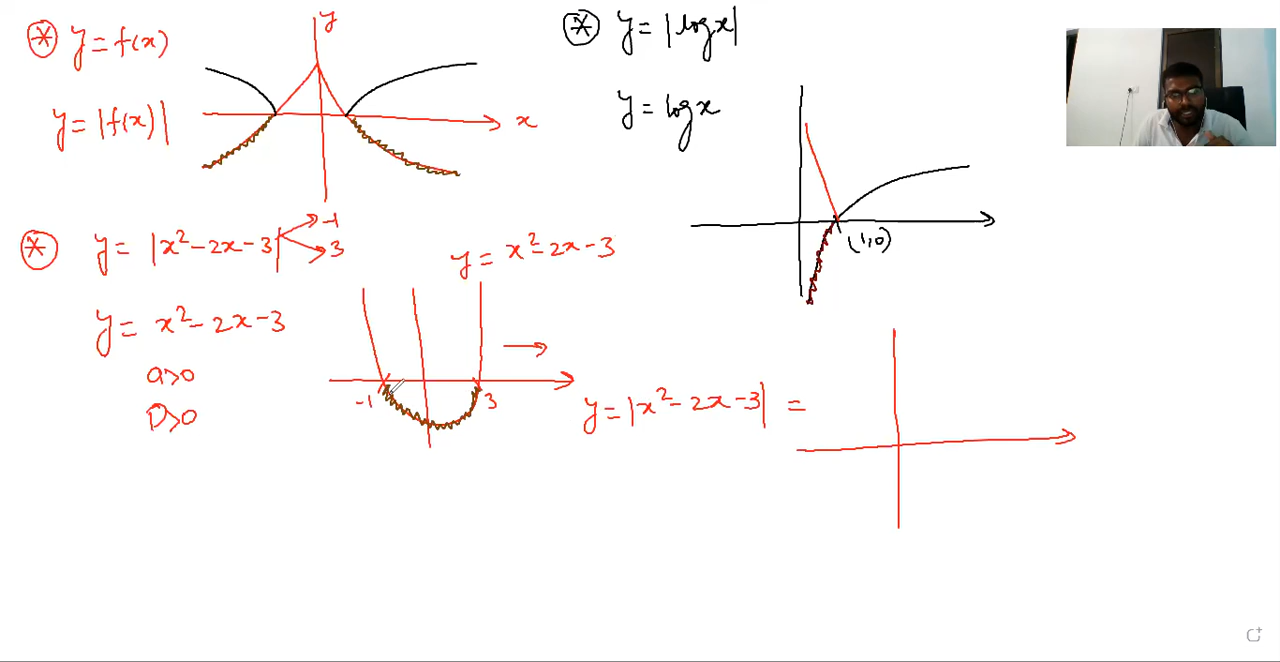 * y = f(x)
y = |f(x)|
y
x
* y = |log x|
y = log x
(1,0)
* y = |x² - 2x - 3|
-1
3
y = x² - 2x - 3
a>0
D>0
y = x² - 2x - 3
-1
3
y = |x² - 2x - 3| =